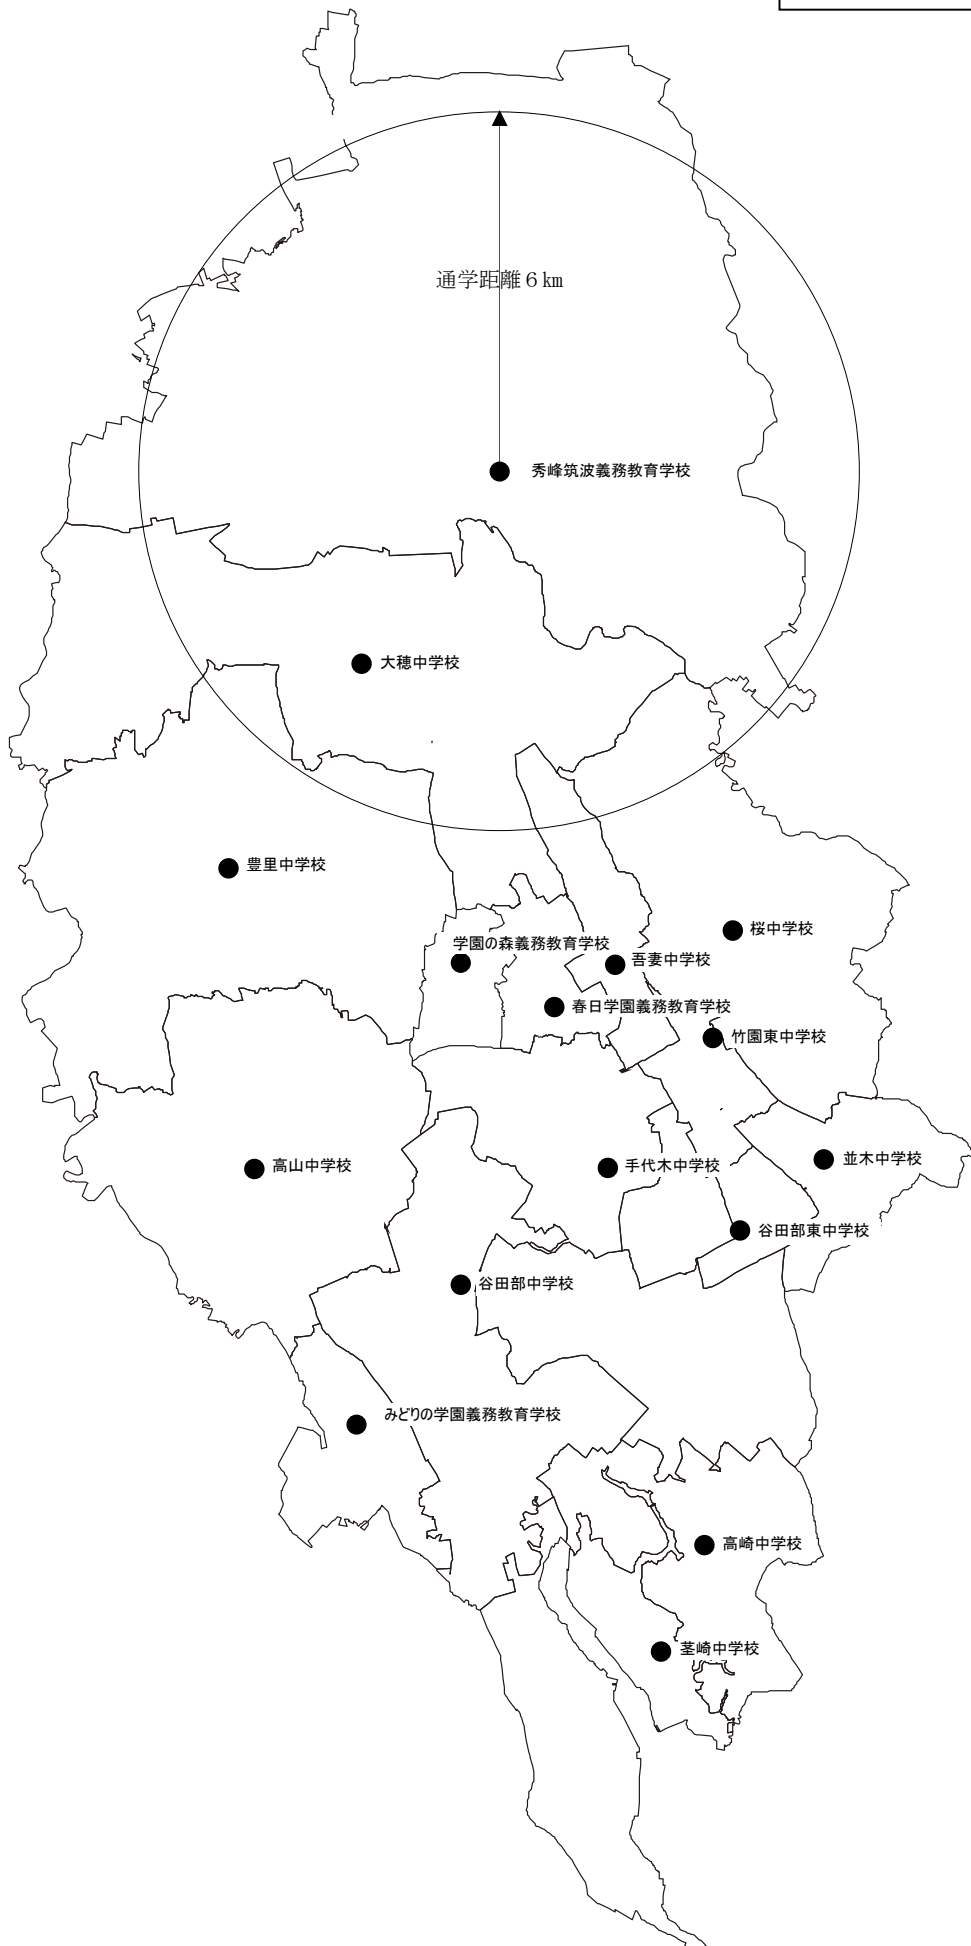 通学距離６㎞
秀峰筑波義務教育学校
大穂中学校
豊里中学校
桜中学校
学園の森義務教育学校
吾妻中学校
春日学園義務教育学校
竹園東中学校
並木中学校
高山中学校
手代木中学校
谷田部東中学校
谷田部中学校
みどりの学園義務教育学校
高崎中学校
茎崎中学校